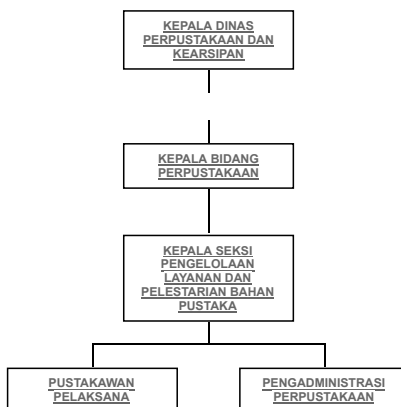 KEPALA DINAS
PERPUSTAKAAN DAN
KEARSIPAN
KEPALA BIDANG
PERPUSTAKAAN
KEPALA SEKSI
PENGELOLAAN
LAYANAN DAN
PELESTARIAN BAHAN
PUSTAKA
PUSTAKAWAN
PELAKSANA
PENGADMINISTRASI
PERPUSTAKAAN